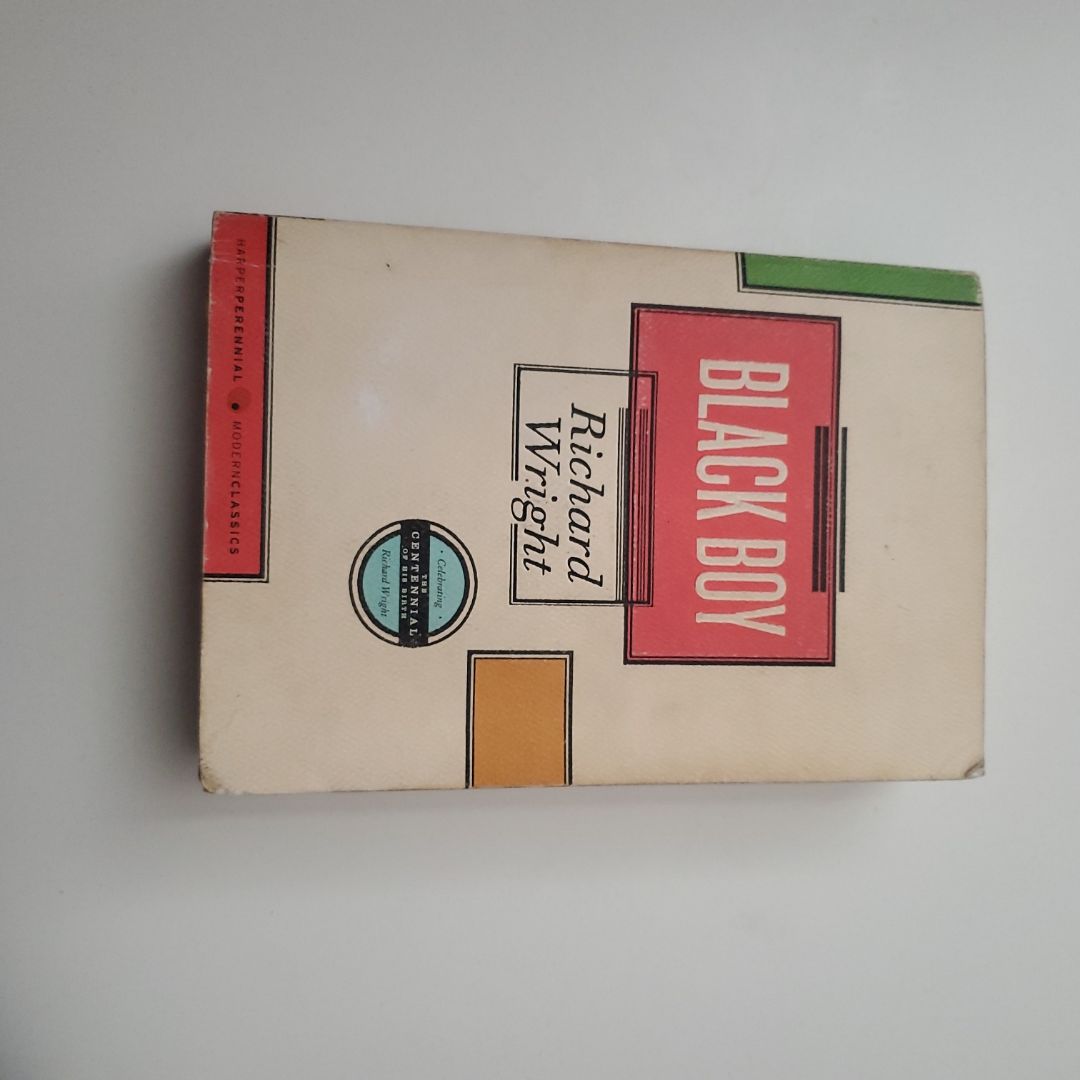 BLACK BOY
Richard
Wright
· Celebrating ·
THE
CENTENNIAL
OF HIS BIRTH
Richard Wright
HARPERPERENNIAL MODERNCLASSICS